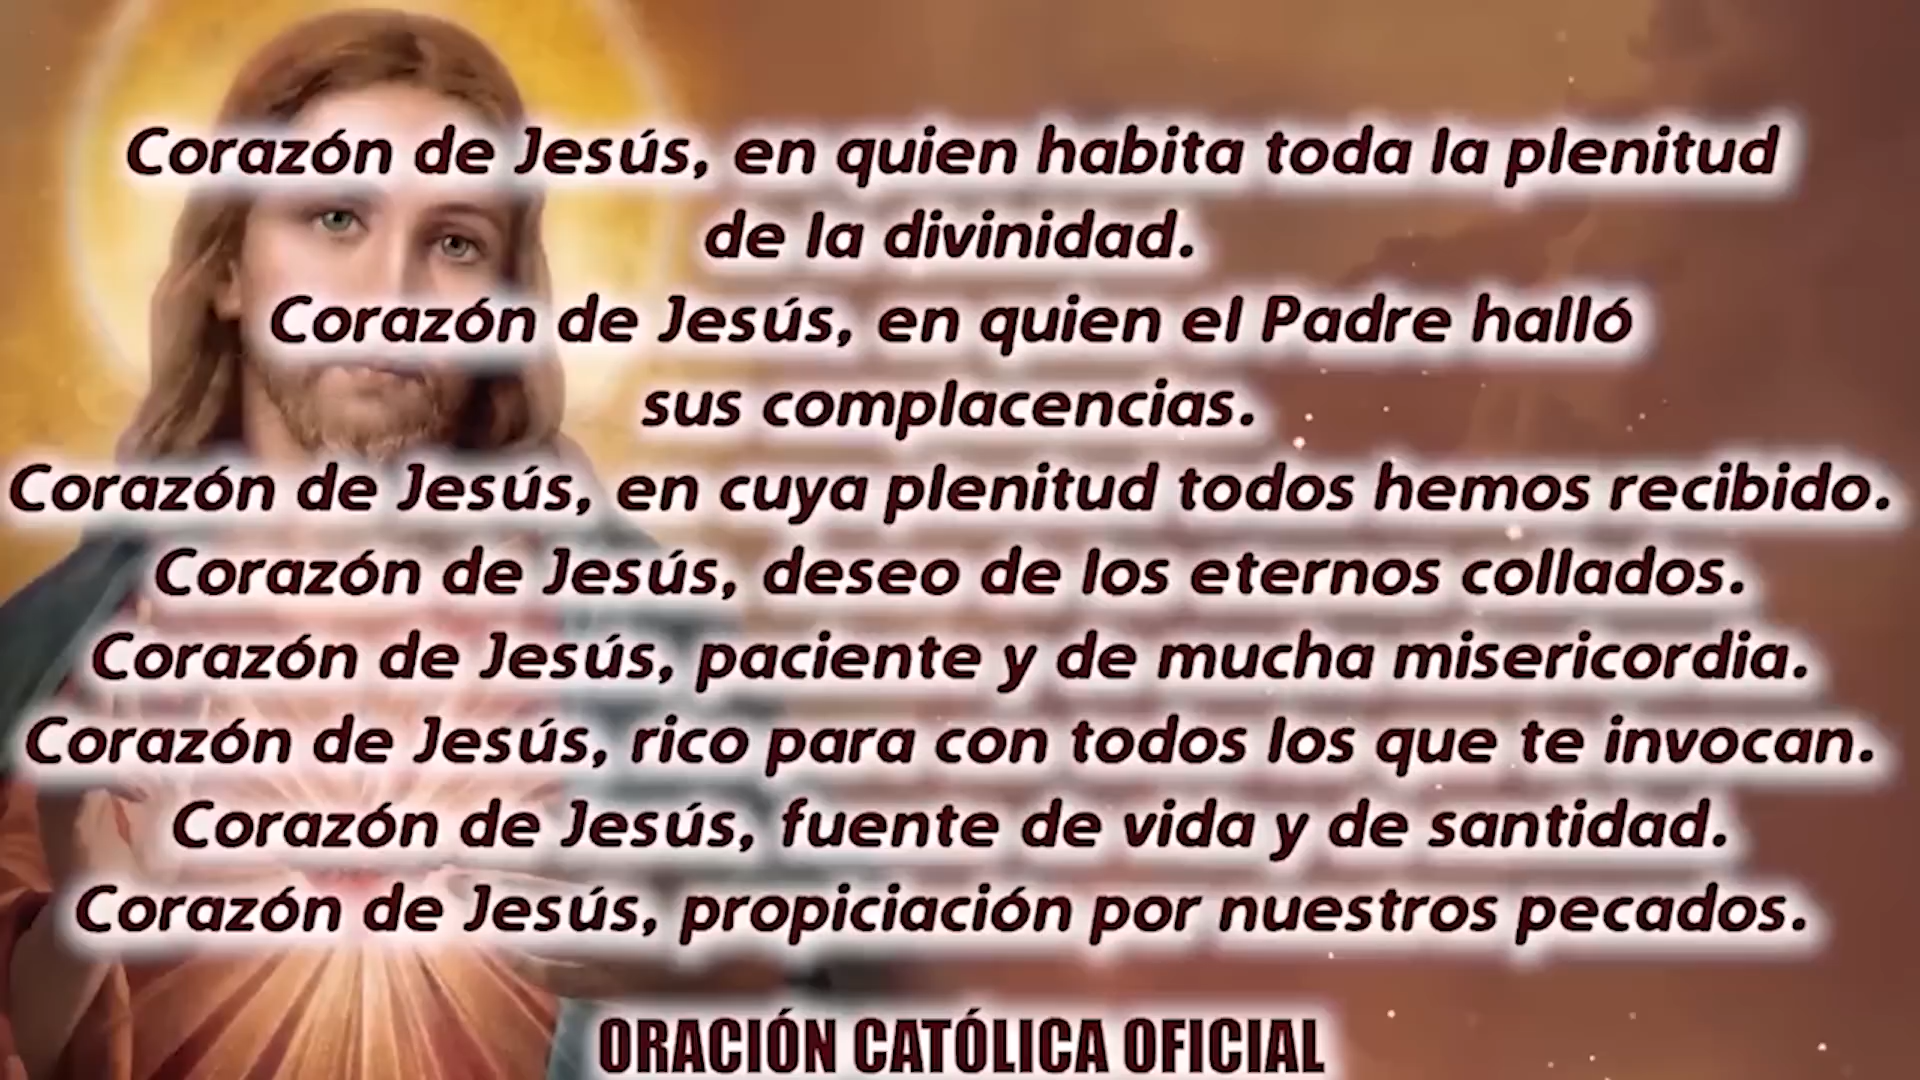 Corazón de Jesús, en quien habita toda la plenitud
de la divinidad.
Corazón de Jesús, en quien el Padre halló
sus complacencias.
Corazón de Jesús, en cuya plenitud todos hemos recibido.
Corazón de Jesús, deseo de los eternos collados.
Corazón de Jesús, paciente y de mucha misericordia.
Corazón de Jesús, rico para con todos los que te invocan.
Corazón de Jesús, fuente de vida y de santidad.
Corazón de Jesús, propiciación por nuestros pecados.
ORACIÓN CATÓLICA OFICIAL